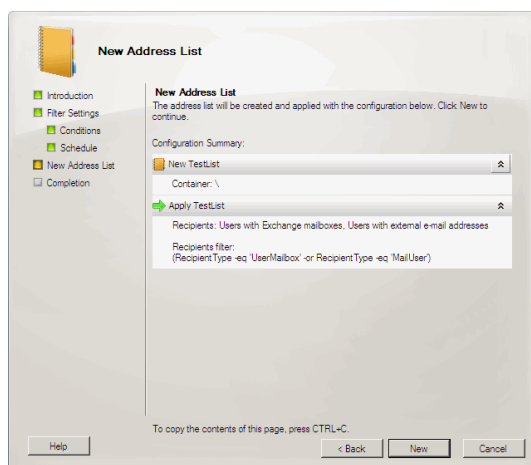 New Address List
Introduction
Filter Settings
Conditions
Schedule
New Address List
Completion
New Address List
The address list will be created and applied with the configuration below. Click New to
continue.
Configuration Summary:
New TestList
Container: \
Apply TestList
Recipients: Users with Exchange mailboxes, Users with external e-mail addresses
Recipients filter:
(RecipientType -eq 'UserMailbox' -or RecipientType -eq 'MailUser')
To copy the contents of this page, press CTRL+C.
Help
< Back
New
Cancel